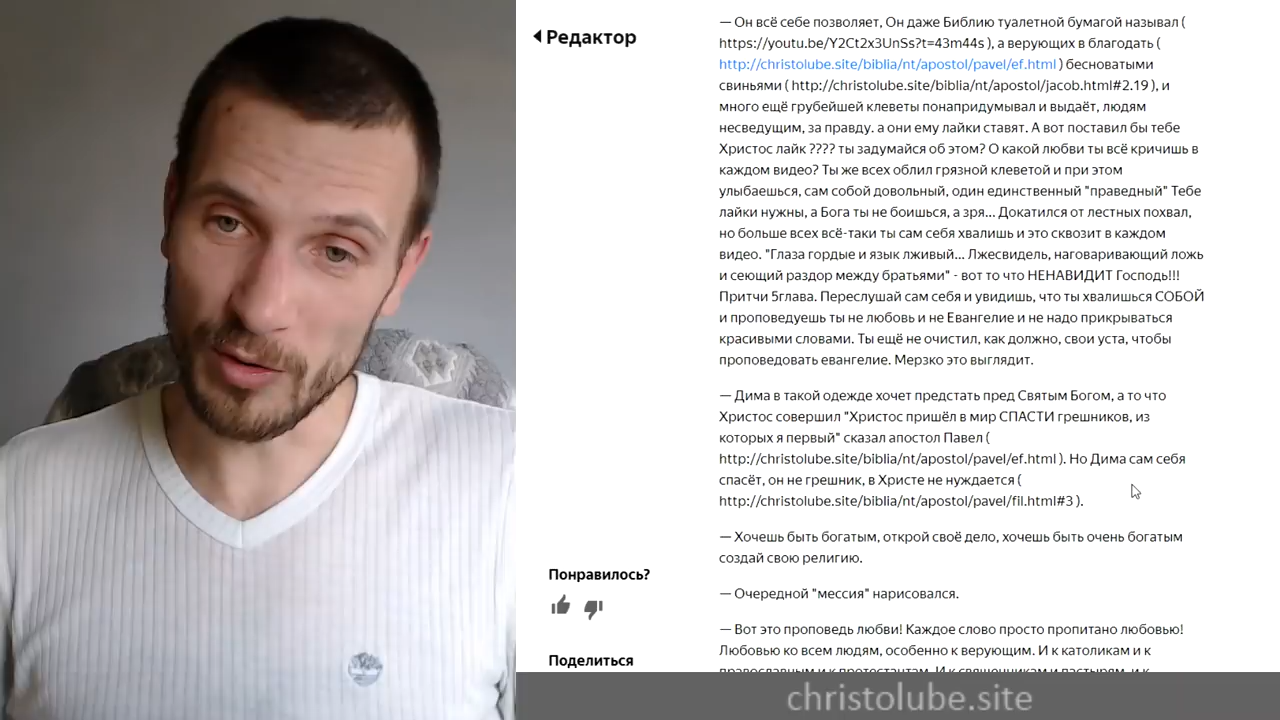 Редактор
— Он всё себе позволяет, Он даже Библию туалетной бумагой называл (
https://youtu.be/Y2Ct2x3UnSs?t=43m44s ), а верующих в благодать (
http://christolube.site/biblia/nt/apostol/pavel/ef.html ) бесноватыми
свиньями ( http://christolube.site/biblia/nt/apostol/jacob.html#2.19 ), и
много ещё грубейшей клеветы понапридумывал и выдаёт, людям
несведущим, за правду. а они ему лайки ставят. А вот поставил бы тебе
Христос лайк ???? ты задумайся об этом? О какой любви ты всё кричишь в
каждом видео? Ты же всех облил грязной клеветой и при этом
улыбаешься, сам собой довольный, один единственный "праведный" Тебе
лайки нужны, а Бога ты не боишься, а зря... Докатился от лестных похвал,
но больше всех всё-таки ты сам себя хвалишь и это сквозит в каждом
видео. "Глаза гордые и язык лживый... Лжесвидель, наговаривающий ложь
и сеющий раздор между братьями" - вот то что НЕНАВИДИТ Господь!!!
Притчи 5глава. Переслушай сам себя и увидишь, что ты хвалишься СОБОЙ
и проповедуешь ты не любовь и не Евангелие и не надо прикрываться
красивыми словами. Ты ещё не очистил, как должно, свои уста, чтобы
проповедовать евангелие. Мерзко это выглядит.
— Дима в такой одежде хочет предстать пред Святым Богом, а то что
Христос совершил "Христос пришёл в мир СПАСТИ грешников, из
которых я первый" сказал апостол Павел (
http://christolube.site/biblia/nt/apostol/pavel/ef.html ). Но Дима сам себя
спасёт, он не грешник, в Христе не нуждается (
http://christolube.site/biblia/nt/apostol/pavel/fil.html#3 ).
— Хочешь быть богатым, открой своё дело, хочешь быть очень богатым
создай свою религию.
— Очередной "мессия" нарисовался.
— Вот это проповедь любви! Каждое слово просто пропитано любовью!
Любовью ко всем людям, особенно к верующим. И к католикам и к
православным и к протестантам. И к священникам и пастырям, и к
Понравилось?
Поделиться
christolube.site